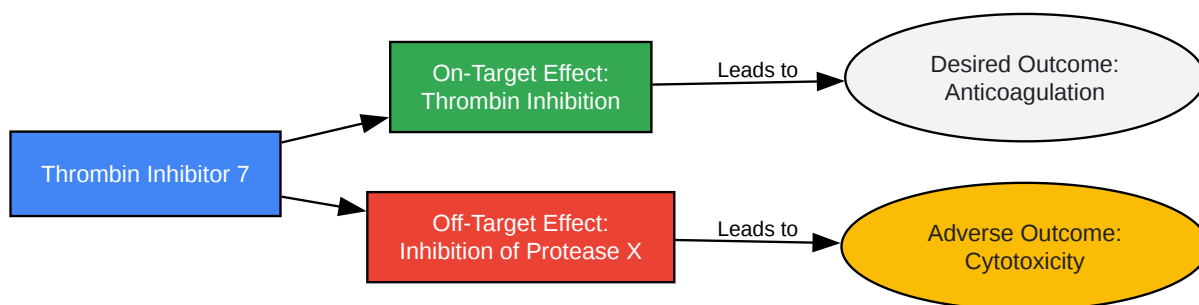 Thrombin Inhibitor 7
On-Target Effect:
Thrombin Inhibition
Leads to
Desired Outcome:
Anticoagulation
Off-Target Effect:
Inhibition of Protease X
Leads to
Adverse Outcome:
Cytotoxicity